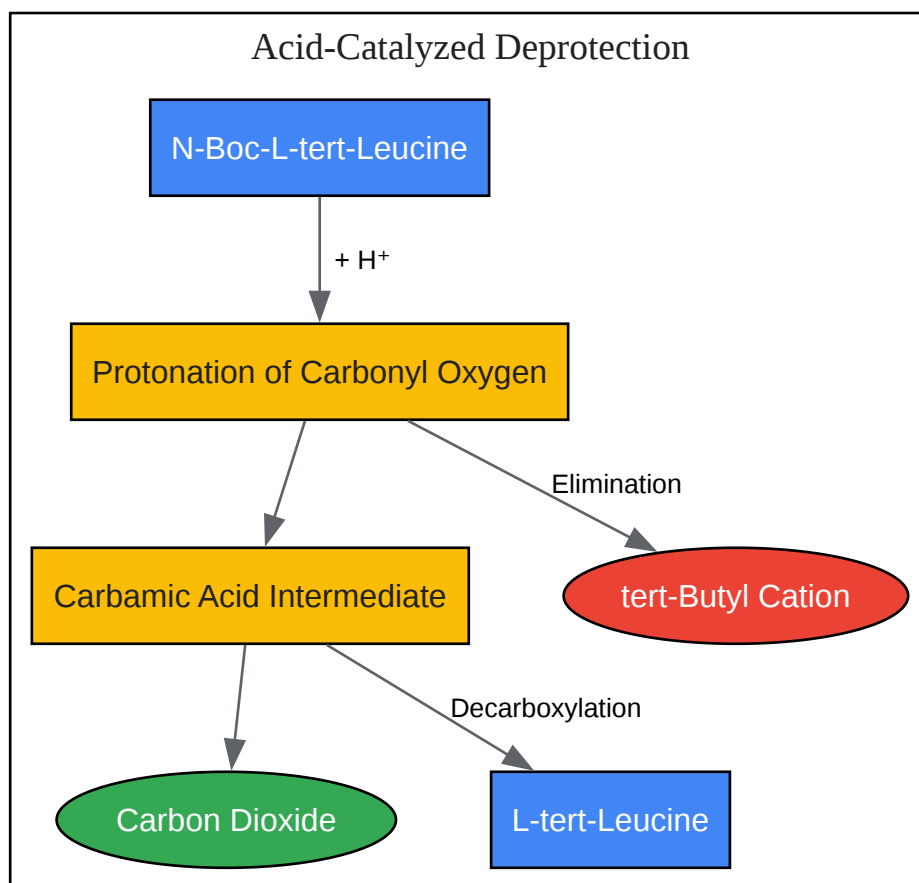 Acid-Catalyzed Deprotection
N-Boc-L-tert-Leucine
+ H⁺
Protonation of Carbonyl Oxygen
Elimination
Carbamic Acid Intermediate
tert-Butyl Cation
Decarboxylation
Carbon Dioxide
L-tert-Leucine